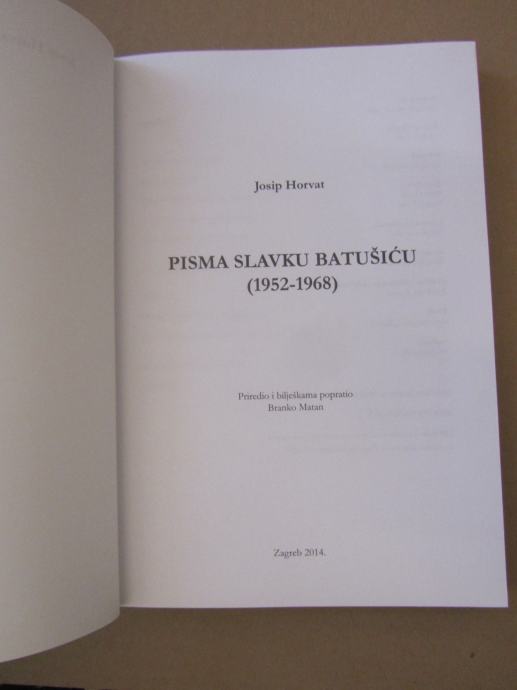 Josip Horvat
PISMA SLAVKU BATUŠIĆU
(1952-1968)
Priredio i bilješkama popratio
Branko Matan
Zagreb 2014.